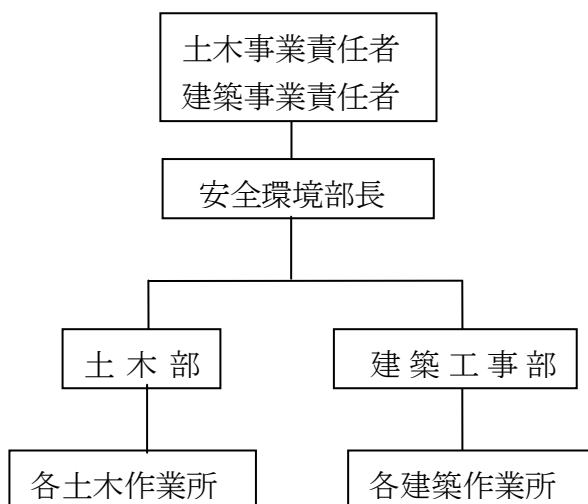 土木事業責任者
建築事業責任者
安全環境部長
土 木 部
建 築 工 事 部
各土木作業所
各建築作業所